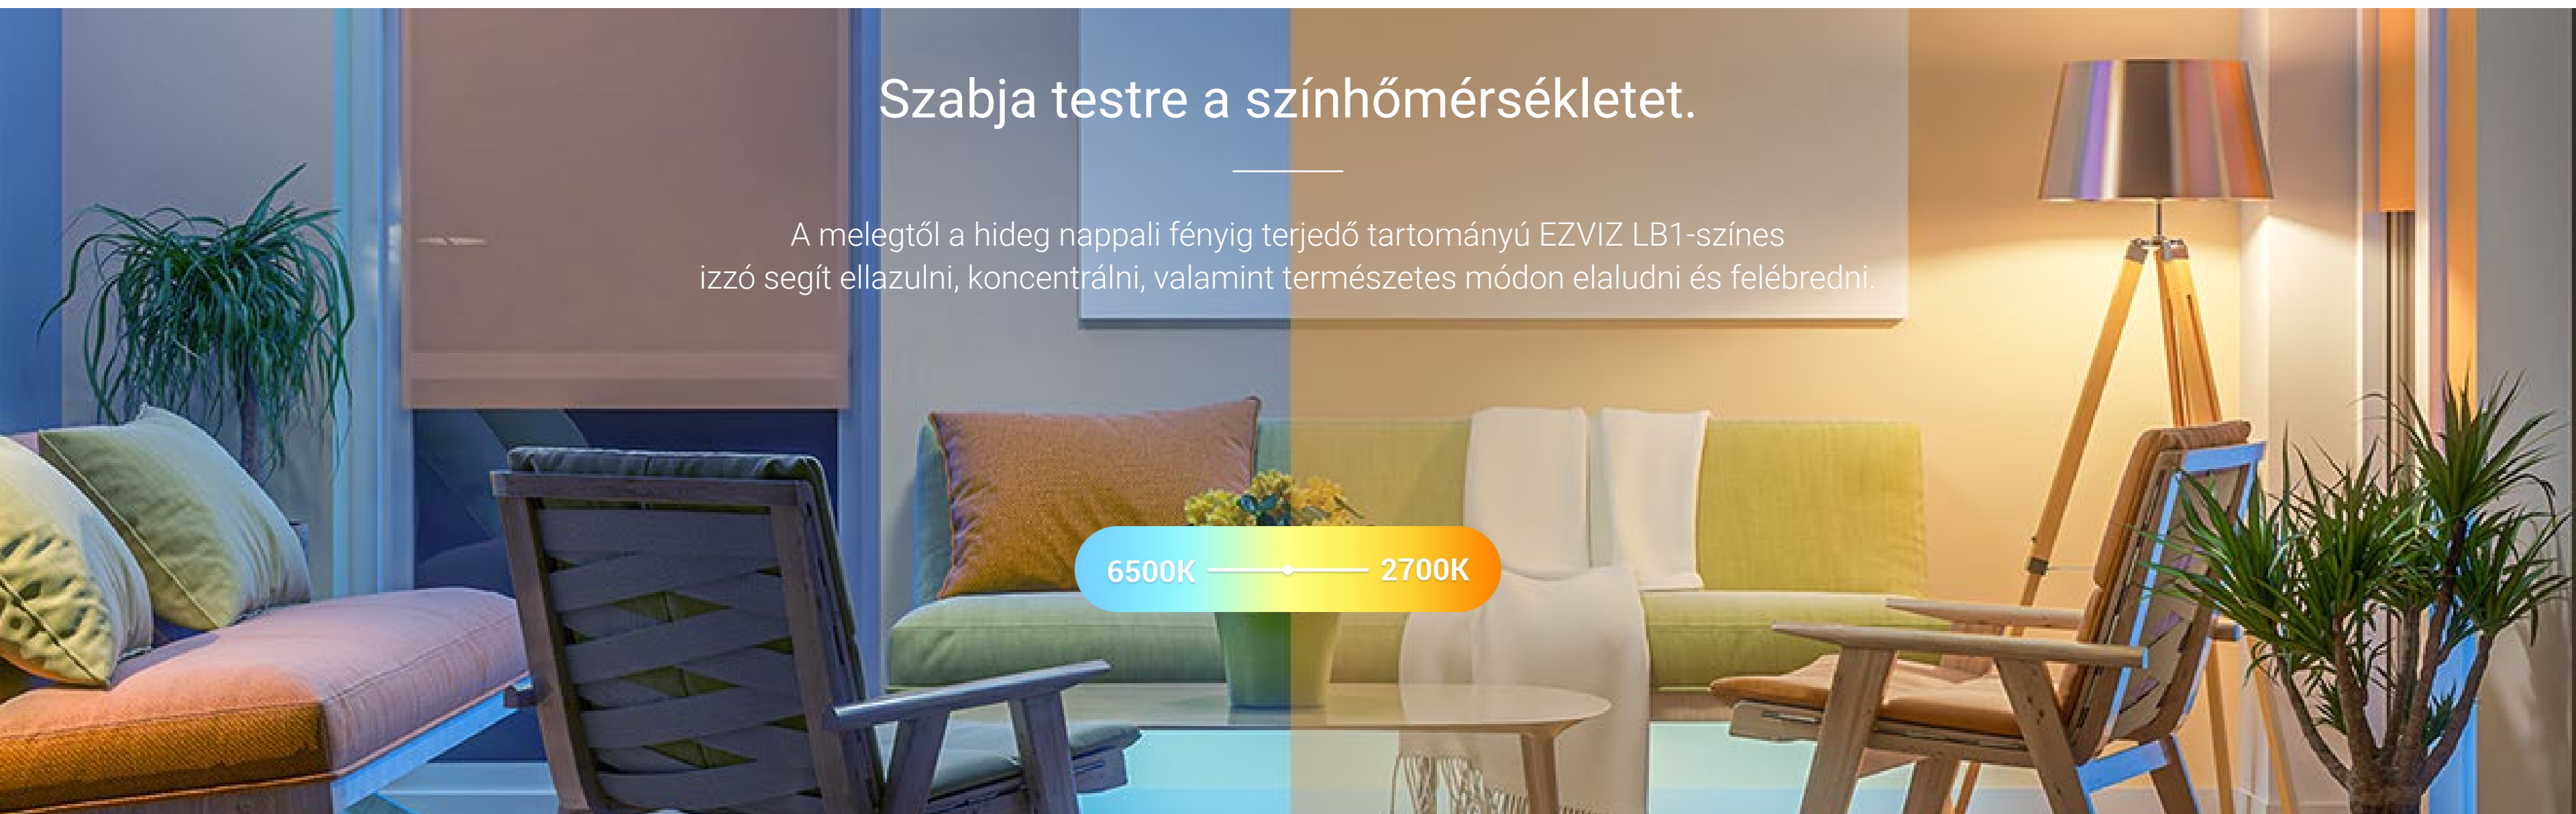 Szabja testre a színhőmérsékletet.
A melegtől a hideg nappali fényig terjedő tartományú EZVIZ LB1-színes
izzó segít ellazulni, koncentrálni, valamint természetes módon elaludni és felébredni.
6500K 2700K